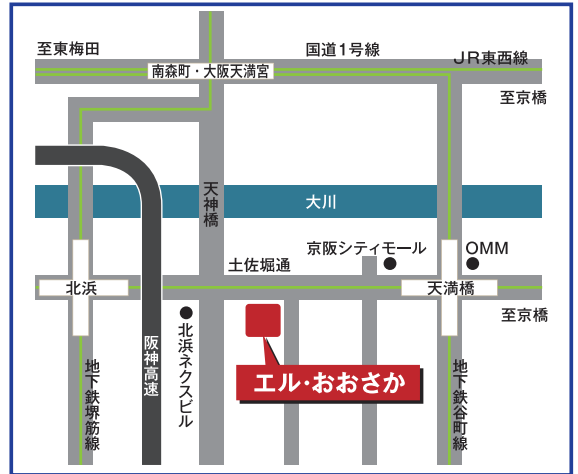 至東梅田
国道1号線
JR東西線
南森町・大阪天満宮
至京橋
天神橋
大川
京阪シティモール
OMM
土佐堀通
北浜
天満橋
至京橋
北浜ネクスビル
阪神高速
エル・おおさか
地下鉄堺筋線
地下鉄谷町線